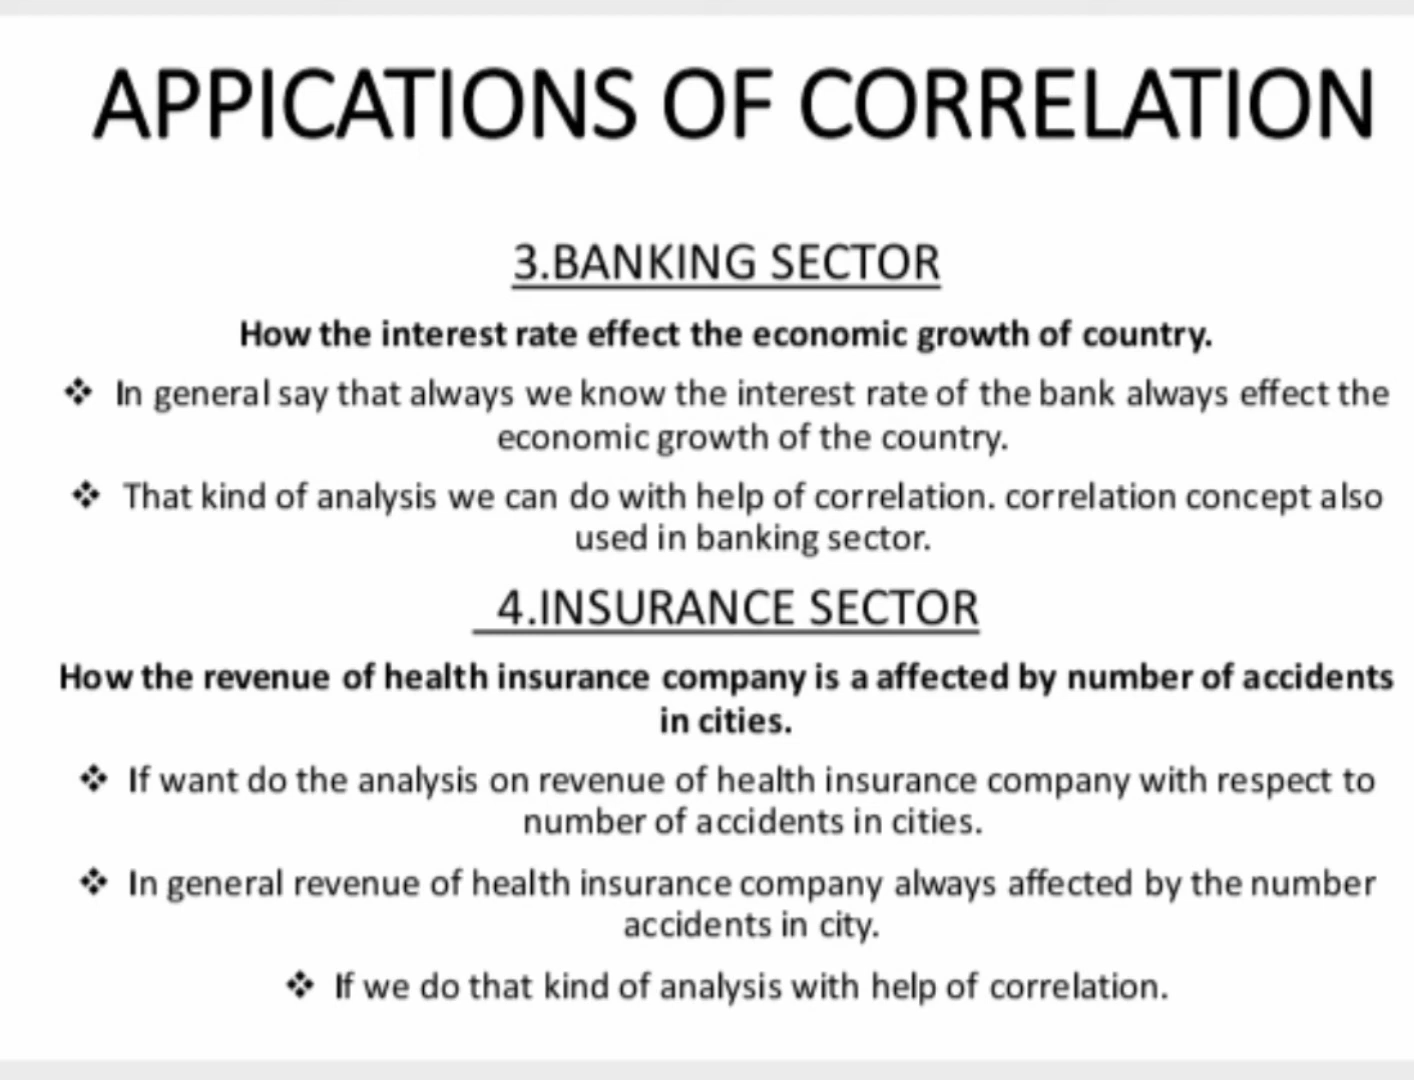 APPICATIONS OF CORRELATION
3.BANKING SECTOR
How the interest rate effect the economic growth of country.
❖ In general say that always we know the interest rate of the bank always effect the
economic growth of the country.
❖ That kind of analysis we can do with help of correlation. correlation concept also
used in banking sector.
4.INSURANCE SECTOR
How the revenue of health insurance company is a affected by number of accidents
in cities.
❖ If want do the analysis on revenue of health insurance company with respect to
number of accidents in cities.
❖ In general revenue of health insurance company always affected by the number
accidents in city.
❖ If we do that kind of analysis with help of correlation.